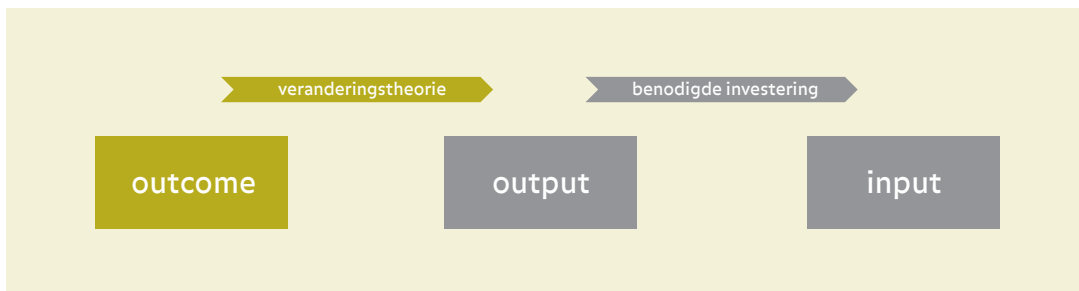 veranderingstheorie
benodigde investering
outcome
output
input